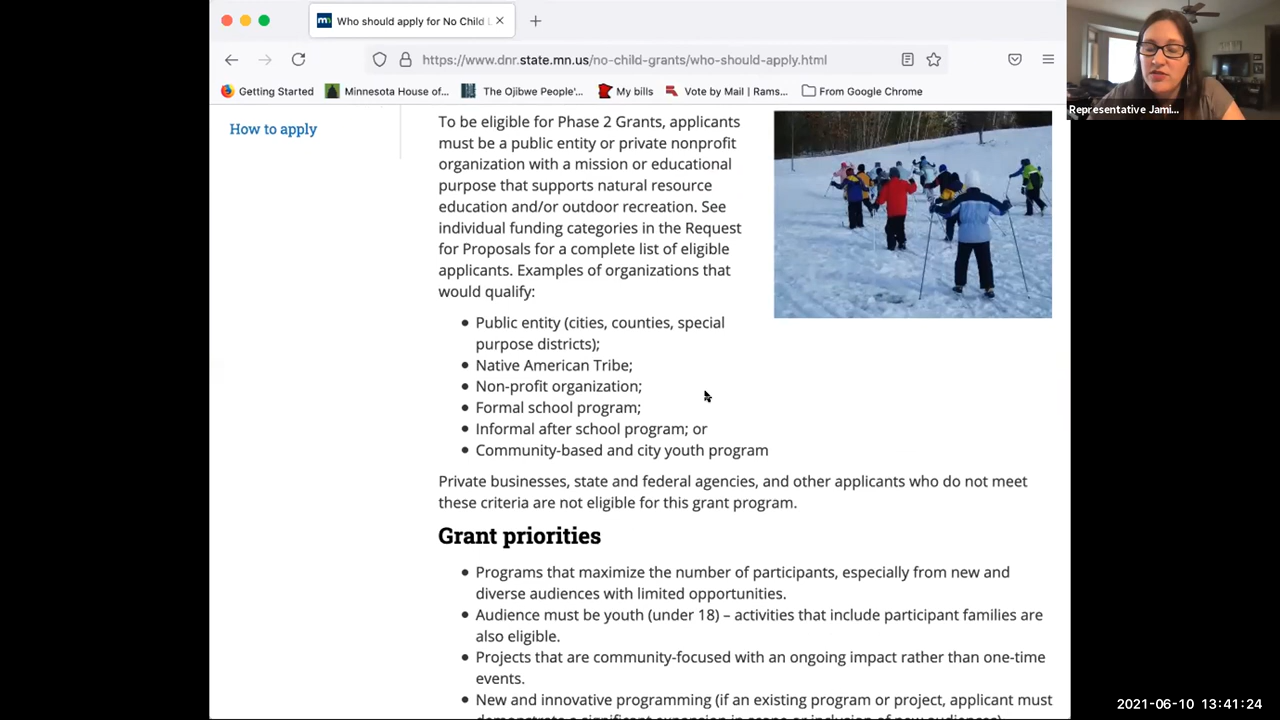 Who should apply for No Child L
https://www.dnr.state.mn.us/no-child-grants/who-should-apply.html
Getting Started
Minnesota House of...
The Ojibwe People'...
My bills
Vote by Mail | Rams...
From Google Chrome
Representative Jami...
How to apply
To be eligible for Phase 2 Grants, applicants
must be a public entity or private nonprofit
organization with a mission or educational
purpose that supports natural resource
education and/or outdoor recreation. See
individual funding categories in the Request
for Proposals for a complete list of eligible
applicants. Examples of organizations that
would qualify:
Public entity (cities, counties, special
purpose districts);
Native American Tribe;
Non-profit organization;
Formal school program;
Informal after school program; or
Community-based and city youth program
Private businesses, state and federal agencies, and other applicants who do not meet
these criteria are not eligible for this grant program.
Grant priorities
Programs that maximize the number of participants, especially from new and
diverse audiences with limited opportunities.
Audience must be youth (under 18) – activities that include participant families are
also eligible.
Projects that are community-focused with an ongoing impact rather than one-time
events.
New and innovative programming (if an existing program or project, applicant must
demonstrate a significant expansion in scope or inclusion of new audiences)
2021-06-10 13:41:24